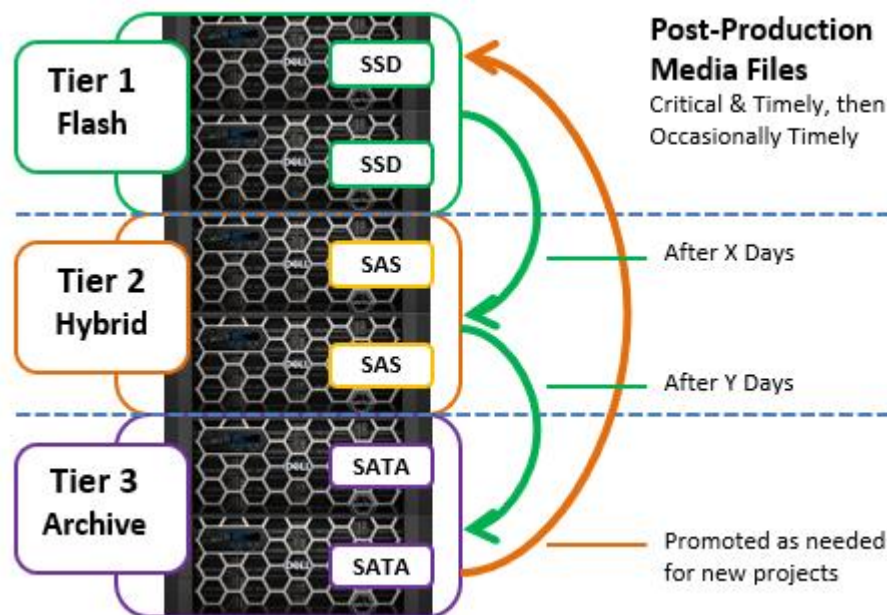 Tier 1
Flash
SSD
SSD
Post-Production
Media Files
Critical & Timely, then
Occasionally Timely
Tier 2
Hybrid
SAS
SAS
After X Days
After Y Days
Tier 3
Archive
SATA
SATA
Promoted as needed
for new projects
DELL